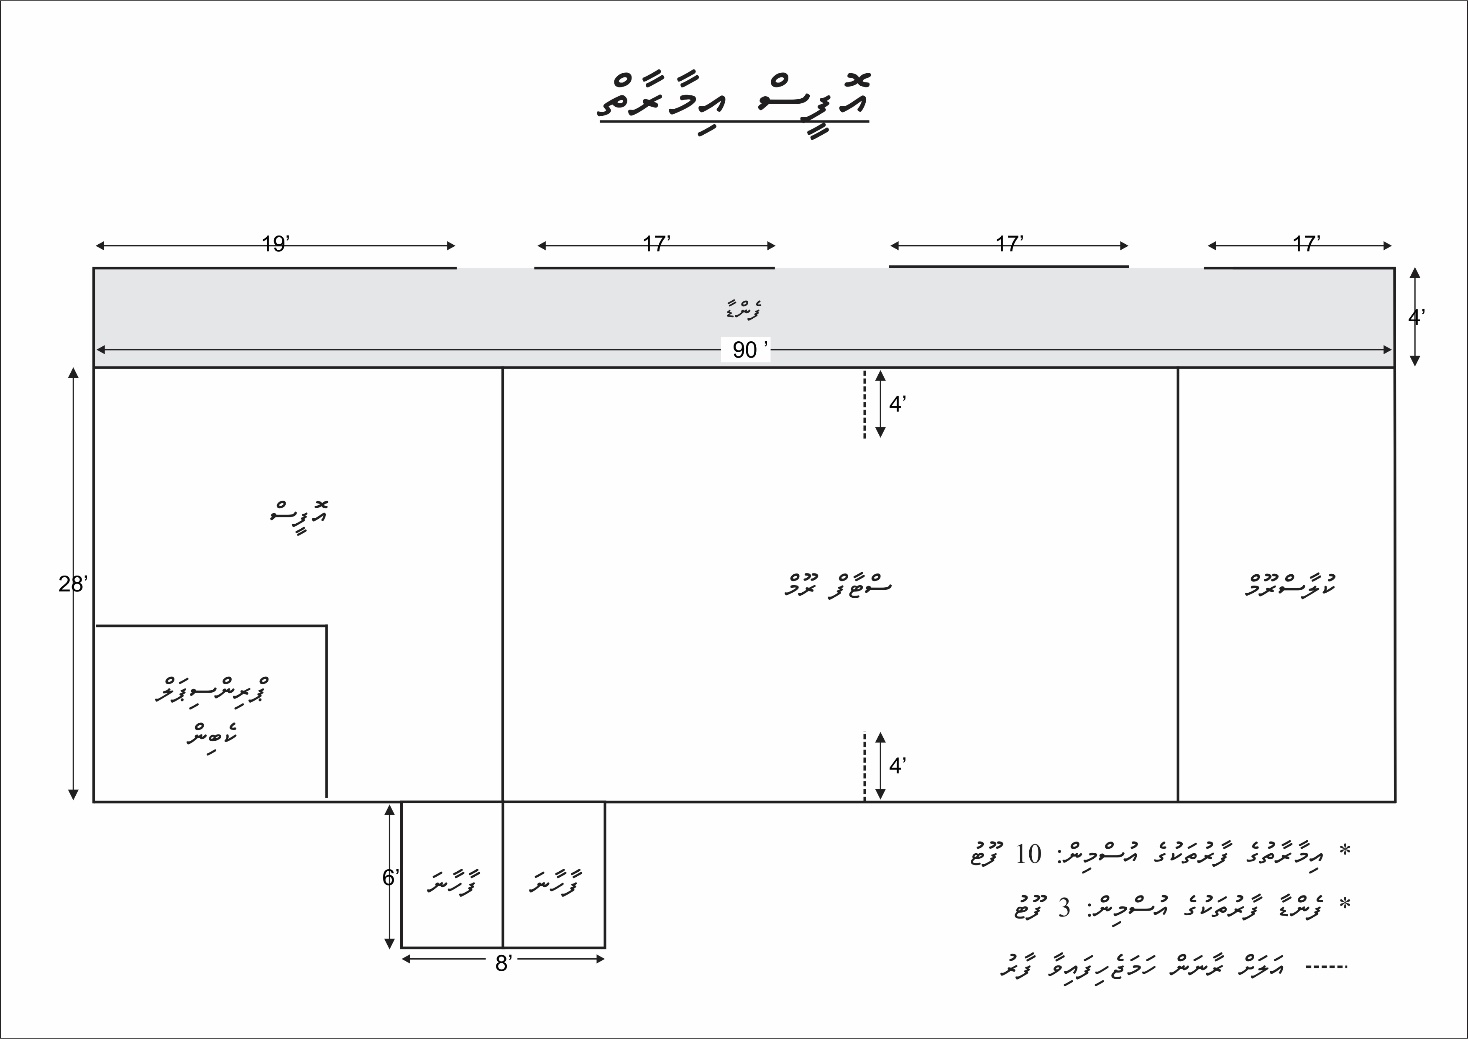 އޮފީސް އިމާރާތް
19’
17’
17’
17’
ފެންޑާ
4’
90 ’
4’
އޮފީސް
28’
ސްޓާފް ރޫމް
ކުލާސްރޫމް
ޕްރިންސިޕަލް
ކެބިން
4’
6’
ފާހާނަ
ފާހާނަ
8’
* އިމާރާތުގެ ފާރުތަކުގެ އުސްމިން: 10 ފޫޓު
* ފެންޑާ ފާރުތަކުގެ އުސްމިން: 3 ފޫޓު
------ އަލަށް ރާނަން ހަމަޖެހިފައިވާ ފާރު